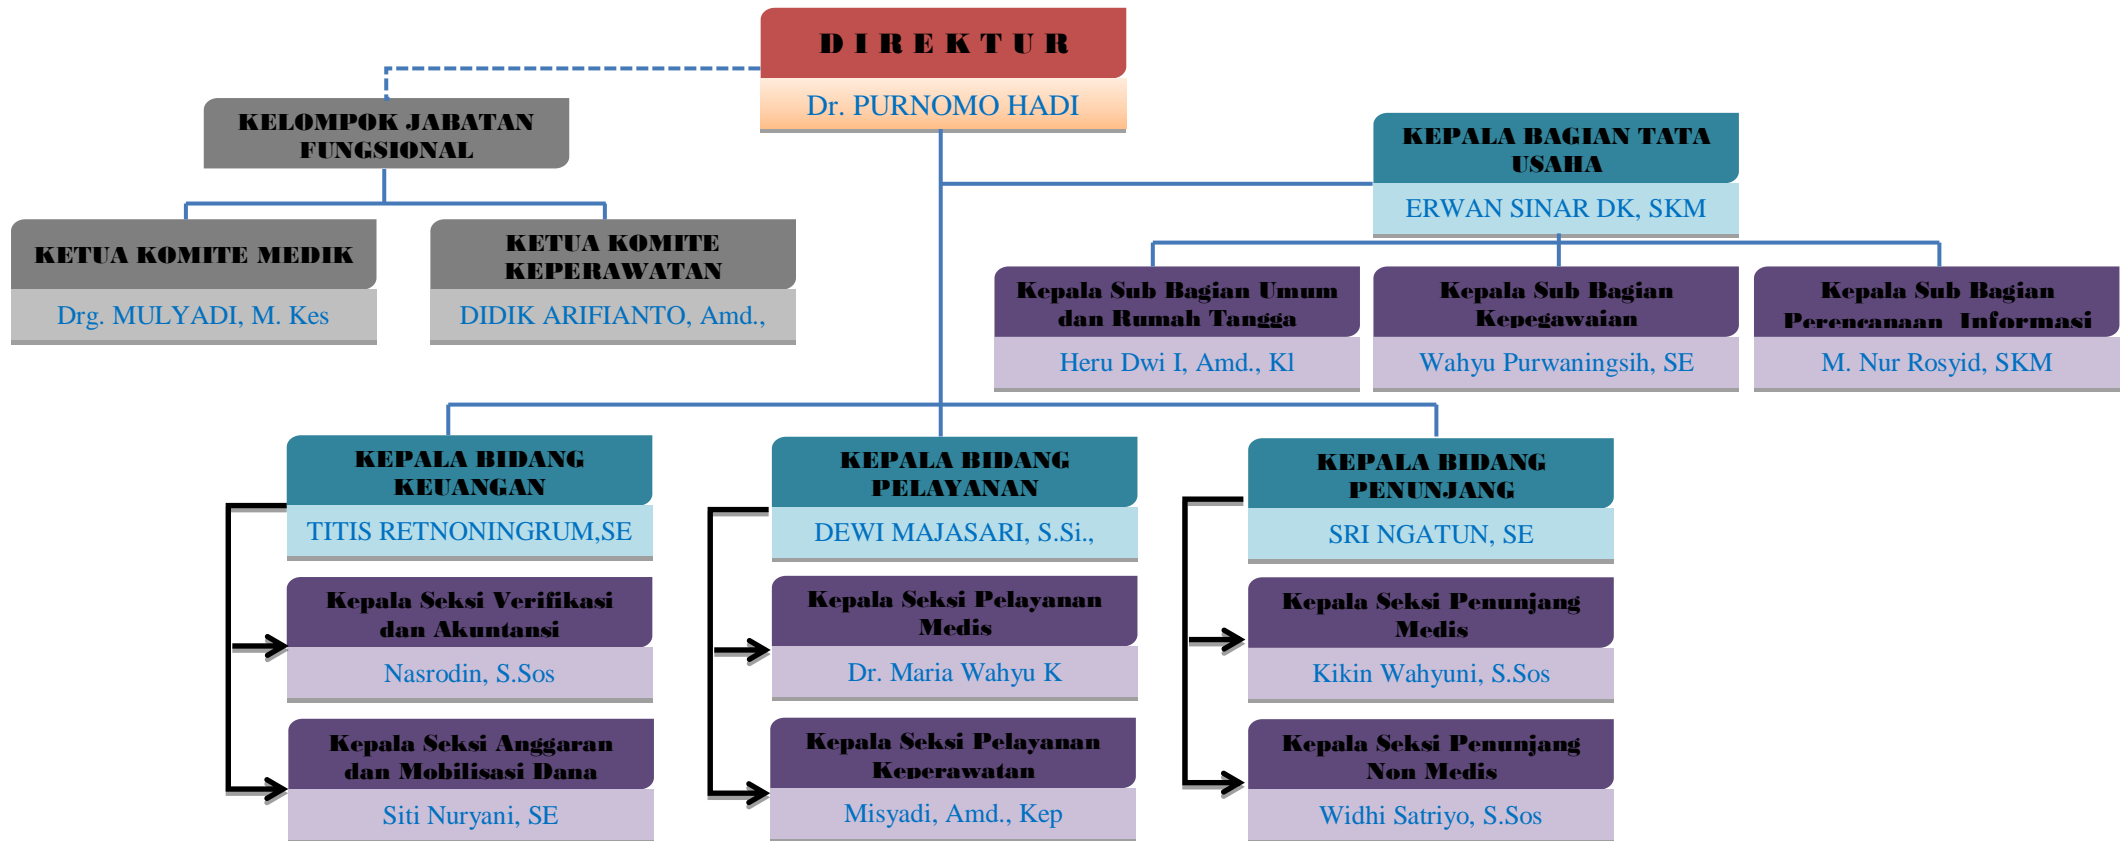 D I R E K T U R
Dr. PURNOMO HADI
KELOMPOK JABATAN
FUNGSIONAL
KEPALA BAGIAN TATA
USAHA
ERWAN SINAR DK, SKM
KETUA KOMITE MEDIK
Drg. MULYADI, M. Kes
KETUA KOMITE
KEPERAWATAN
DIDIK ARIFIANTO, Amd.,
Kepala Sub Bagian Umum
dan Rumah Tangga
Heru Dwi I, Amd., Kl
Kepala Sub Bagian
Kepegawaian
Wahyu Purwaningsih, SE
Kepala Sub Bagian
Perencanaan Informasi
M. Nur Rosyid, SKM
KEPALA BIDANG
KEUANGAN
TITIS RETNONINGRUM,SE
Kepala Seksi Verifikasi
dan Akuntansi
Nasrodin, S.Sos
Kepala Seksi Anggaran
dan Mobilisasi Dana
Siti Nuryani, SE
KEPALA BIDANG
PELAYANAN
DEWI MAJASARI, S.Si.,
Kepala Seksi Pelayanan
Medis
Dr. Maria Wahyu K
Kepala Seksi Pelayanan
Keperawatan
Misyadi, Amd., Kep
KEPALA BIDANG
PENUNJANG
SRI NGATUN, SE
Kepala Seksi Penunjang
Medis
Kikin Wahyuni, S.Sos
Kepala Seksi Penunjang
Non Medis
Widhi Satriyo, S.Sos